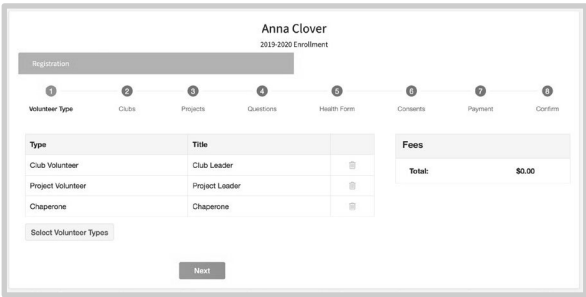 Anna Clover
2019-2020 Enrollment
Registration
1 2 3 4 5 6 7 8
Volunteer Type Clubs Projects Questions Health Form Consents Payment Confirm
Type Title
Club Volunteer Club Leader
Project Volunteer Project Leader
Chaperone Chaperone
Select Volunteer Types
Fees
Total: $0.00
Next